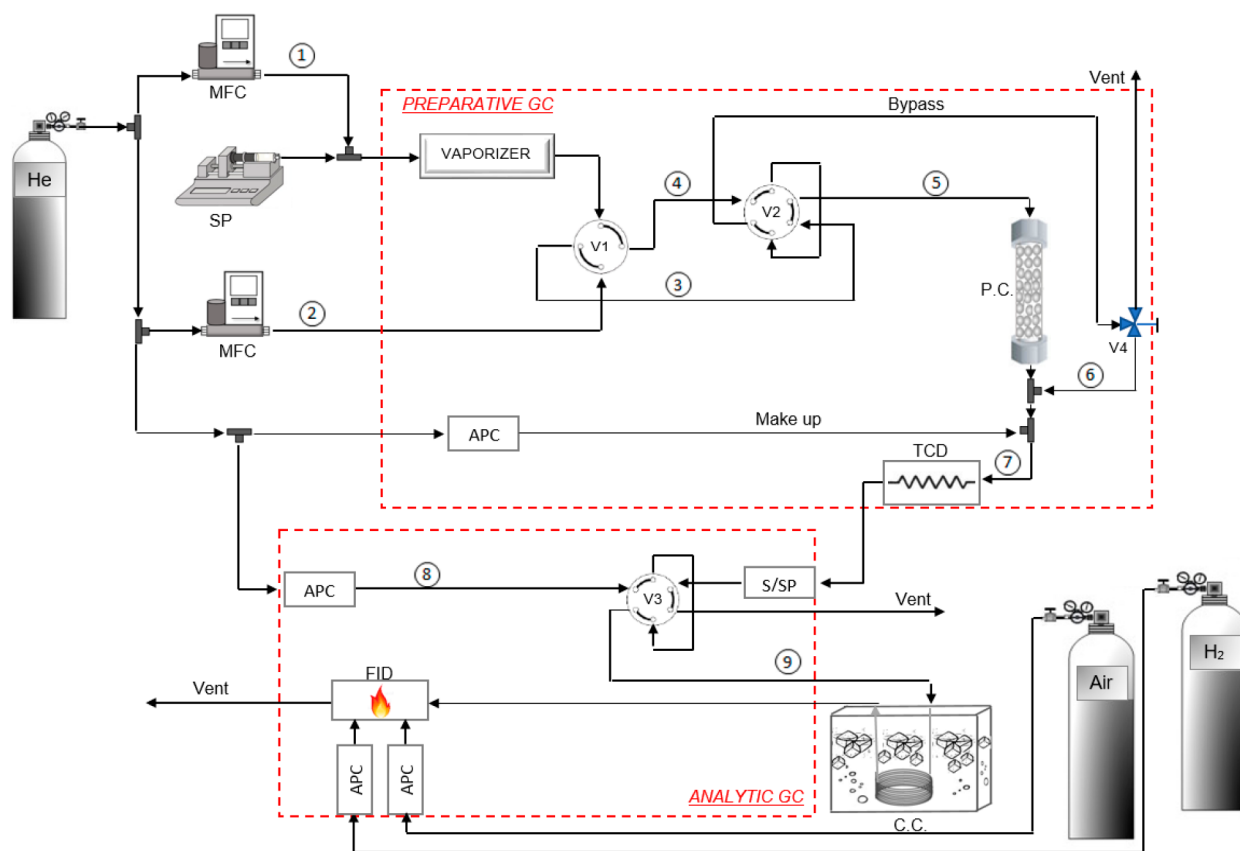 1
MFC
PREPARATIVE GC
Vent
Bypass
He
VAPORIZER
SP
4
V2
5
V1
3
P.C.
2
MFC
V4
6
Make up
APC
TCD
7
8
APC
V3
S/SP
Vent
H₂
Air
9
Vent
FID
APC
APC
ANALYTIC GC
C.C.